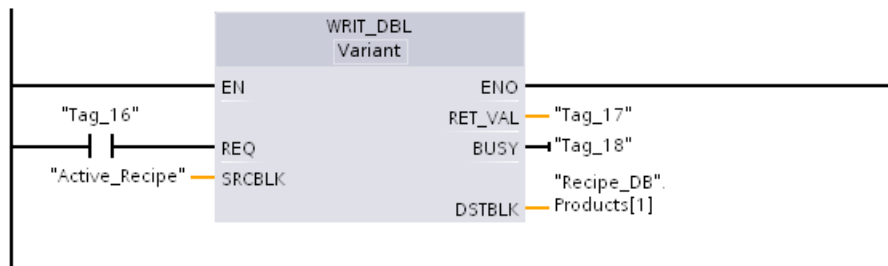 WRIT_DBL
Variant
EN
ENO
"Tag_16"
RET_VAL
"Tag_17"
REQ
BUSY
"Tag_18"
"Active_Recipe"
SRCBLK
"Recipe_DB".
DSTBLK
Products[1]